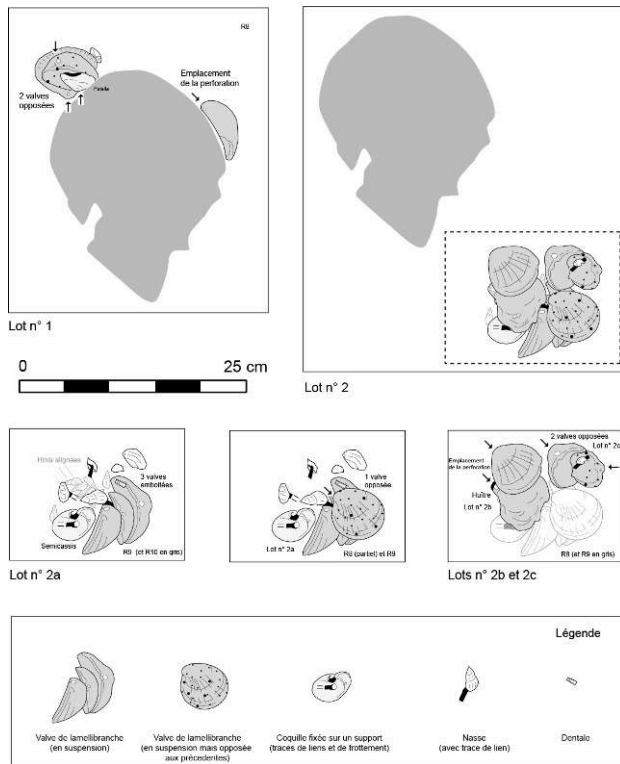 R8
2 valves
opposées
Patelle
Emplacement
de la perforation
Lot n° 1
Lot n° 2
0
25 cm
Hinia alignées
3 valves
emboîtées
Semicassis
R9 (et R10 en gris)
Lot n° 2a
1 valve
opposée
Lot n° 2a
R8 (partiel) et R9
2 valves opposées
Lot n° 2c
Emplacement
de la perforation
Huître
Lot n° 2b
R8 (et R9 en gris)
Lots n° 2b et 2c
Légende
Valve de lamellibranche
(en suspension)
Valve de lamellibranche
(en suspension mais opposée
aux précedentes)
Coquille fixée sur un support
(traces de liens et de frottement)
Nasse
(avec trace de lien)
Dentale